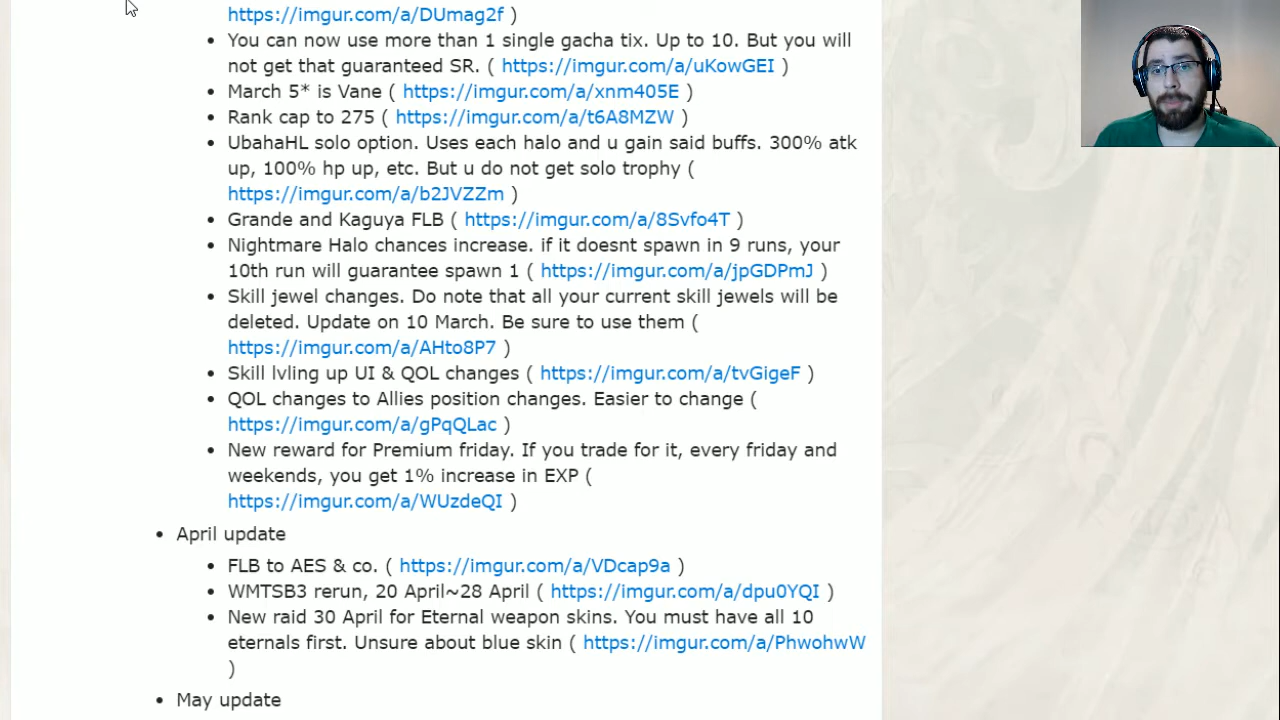 https://imgur.com/a/DUmag2f )
You can now use more than 1 single gacha tix. Up to 10. But you will
not get that guaranteed SR. ( https://imgur.com/a/uKowGEI )
March 5* is Vane ( https://imgur.com/a/xnm405E )
Rank cap to 275 ( https://imgur.com/a/t6A8MZW )
UbahaHL solo option. Uses each halo and u gain said buffs. 300% atk
up, 100% hp up, etc. But u do not get solo trophy (
https://imgur.com/a/b2JVZZm )
Grande and Kaguya FLB ( https://imgur.com/a/8Svfo4T )
Nightmare Halo chances increase. if it doesnt spawn in 9 runs, your
10th run will guarantee spawn 1 ( https://imgur.com/a/jpGDPmJ )
Skill jewel changes. Do note that all your current skill jewels will be
deleted. Update on 10 March. Be sure to use them (
https://imgur.com/a/AHto8P7 )
Skill lvling up UI & QOL changes ( https://imgur.com/a/tvGigeF )
QOL changes to Allies position changes. Easier to change (
https://imgur.com/a/gPqQLac )
New reward for Premium friday. If you trade for it, every friday and
weekends, you get 1% increase in EXP (
https://imgur.com/a/WUzdeQI )
April update
FLB to AES & co. ( https://imgur.com/a/VDcap9a )
WMTSB3 rerun, 20 April~28 April ( https://imgur.com/a/dpu0YQI )
New raid 30 April for Eternal weapon skins. You must have all 10
eternals first. Unsure about blue skin ( https://imgur.com/a/PhwohwW
)
May update